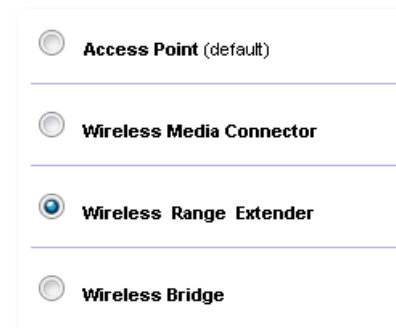 Access Point (default)
Wireless Media Connector
Wireless Range Extender
Wireless Bridge